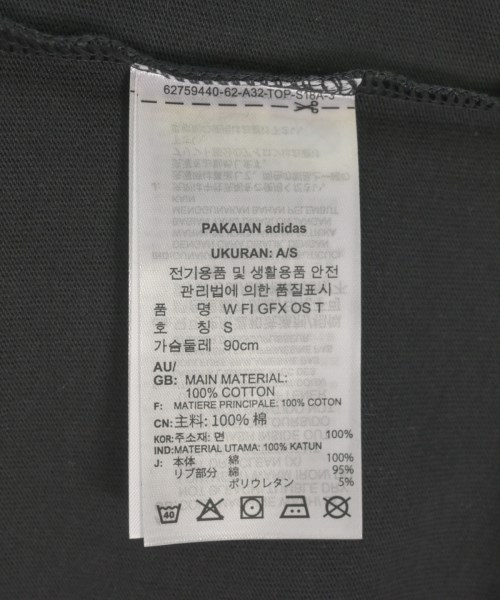 62759440-62-A32-TOP-S18A-3
PAKAIAN adidas
UKURAN: A/S
전기용품 및 생활용품 안전
관리법에 의한 품질표시
품 명 W FI GFX OS T
호 칭 S
가슴둘레 90cm
AU/
GB: MAIN MATERIAL:
100% COTTON
F: MATIERE PRINCIPALE: 100% COTON
CN: 主料: 100% 棉
KOR: 주소재: 면 100%
IND: MATERIAL UTAMA: 100% KATUN
J: 本体 綿 100%
リブ部分 綿 95%
ポリウレタン 5%
40